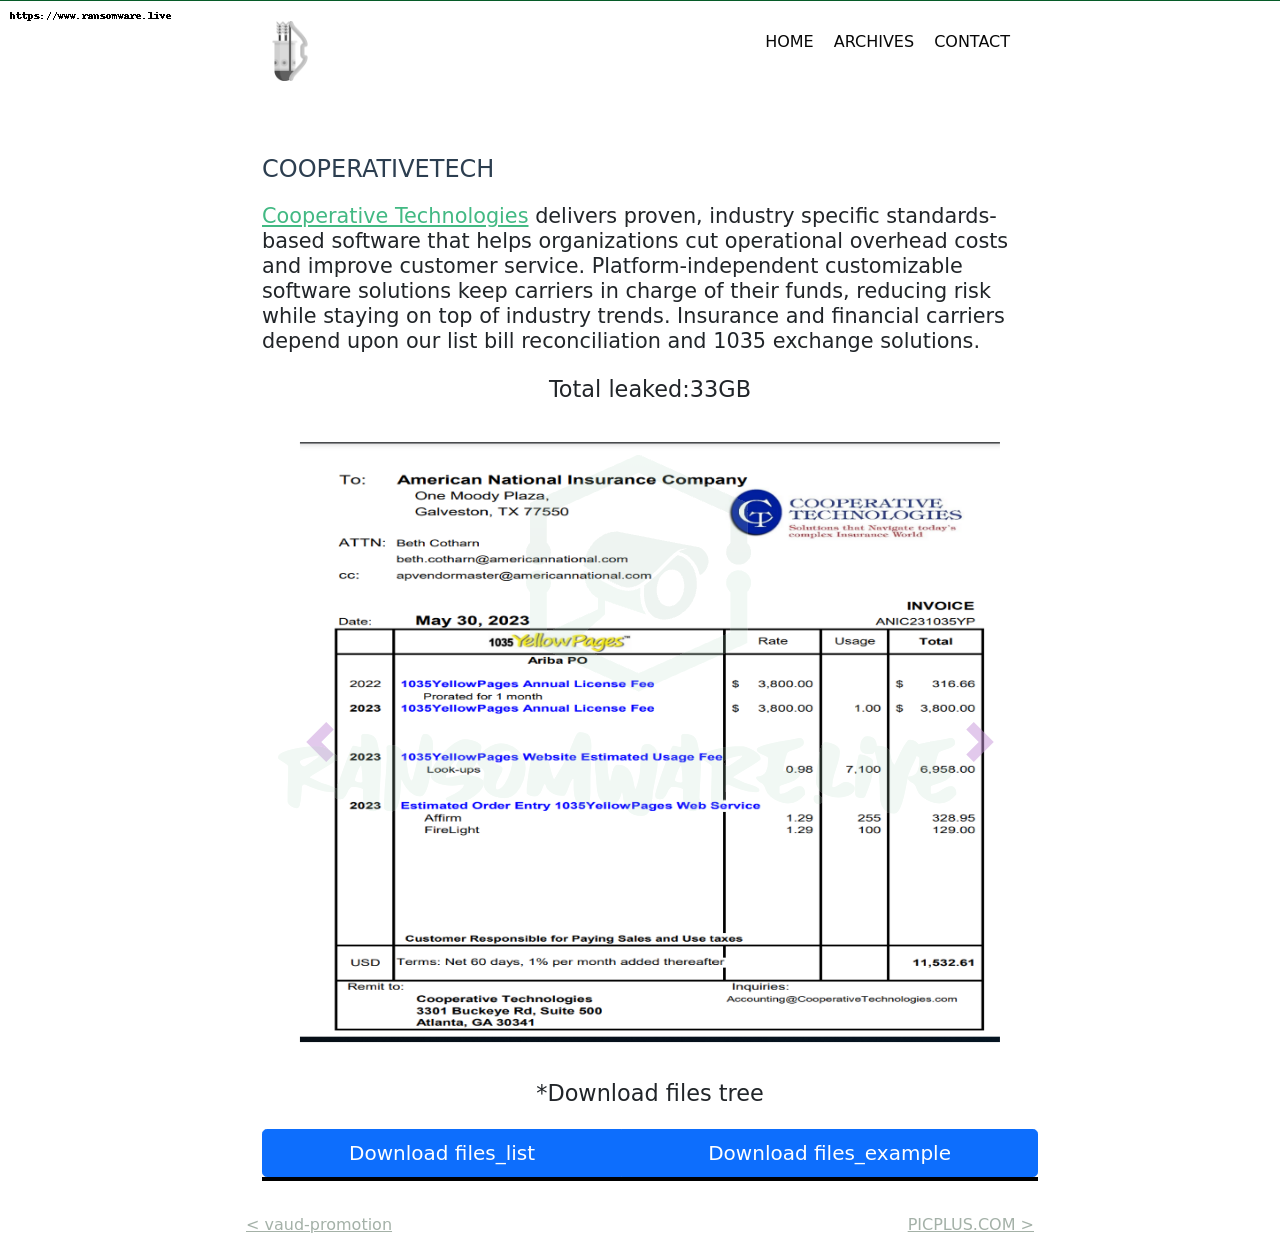 https://www.ransomware.live
HOME ARCHIVES CONTACT
COOPERATIVETECH
Cooperative Technologies delivers proven, industry specific standards-
based software that helps organizations cut operational overhead costs
and improve customer service. Platform-independent customizable
software solutions keep carriers in charge of their funds, reducing risk
while staying on top of industry trends. Insurance and financial carriers
depend upon our list bill reconciliation and 1035 exchange solutions.
Total leaked:33GB
To: American National Insurance Company
One Moody Plaza,
Galveston, TX 77550
CT COOPERATIVE
TECHNOLOGIES
Solutions that Navigate today's
complex Insurance World
ATTN: Beth Cotharn
beth.cotharn@americannational.com
cc: apvendormaster@americannational.com
INVOICE
Date: May 30, 2023 ANIC231035YP
1035 YellowPages™ Rate Usage Total
Ariba PO
2022 1035YellowPages Annual License Fee $ 3,800.00 $ 316.66
Prorated for 1 month
2023 1035YellowPages Annual License Fee $ 3,800.00 1.00 $ 3,800.00
RANSOMWARE.LIVE
2023 1035YellowPages Website Estimated Usage Fee
Look-ups 0.98 7,100 6,958.00
2023 Estimated Order Entry 1035YellowPages Web Service
Affirm 1.29 255 328.95
FireLight 1.29 100 129.00
Customer Responsible for Paying Sales and Use taxes
USD Terms: Net 60 days, 1% per month added thereafter 11,532.61
Remit to: Inquiries:
Cooperative Technologies Accounting@CooperativeTechnologies.com
3301 Buckeye Rd, Suite 500
Atlanta, GA 30341
*Download files tree
Download files_list Download files_example
< vaud-promotion PICPLUS.COM >